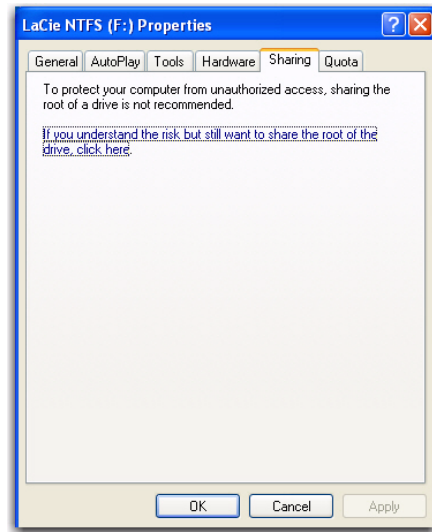 LaCie NTFS (F:) Properties
General AutoPlay Tools Hardware Sharing Quota
To protect your computer from unauthorized access, sharing the
root of a drive is not recommended.
If you understand the risk but still want to share the root of the
drive, click here.
OK Cancel Apply